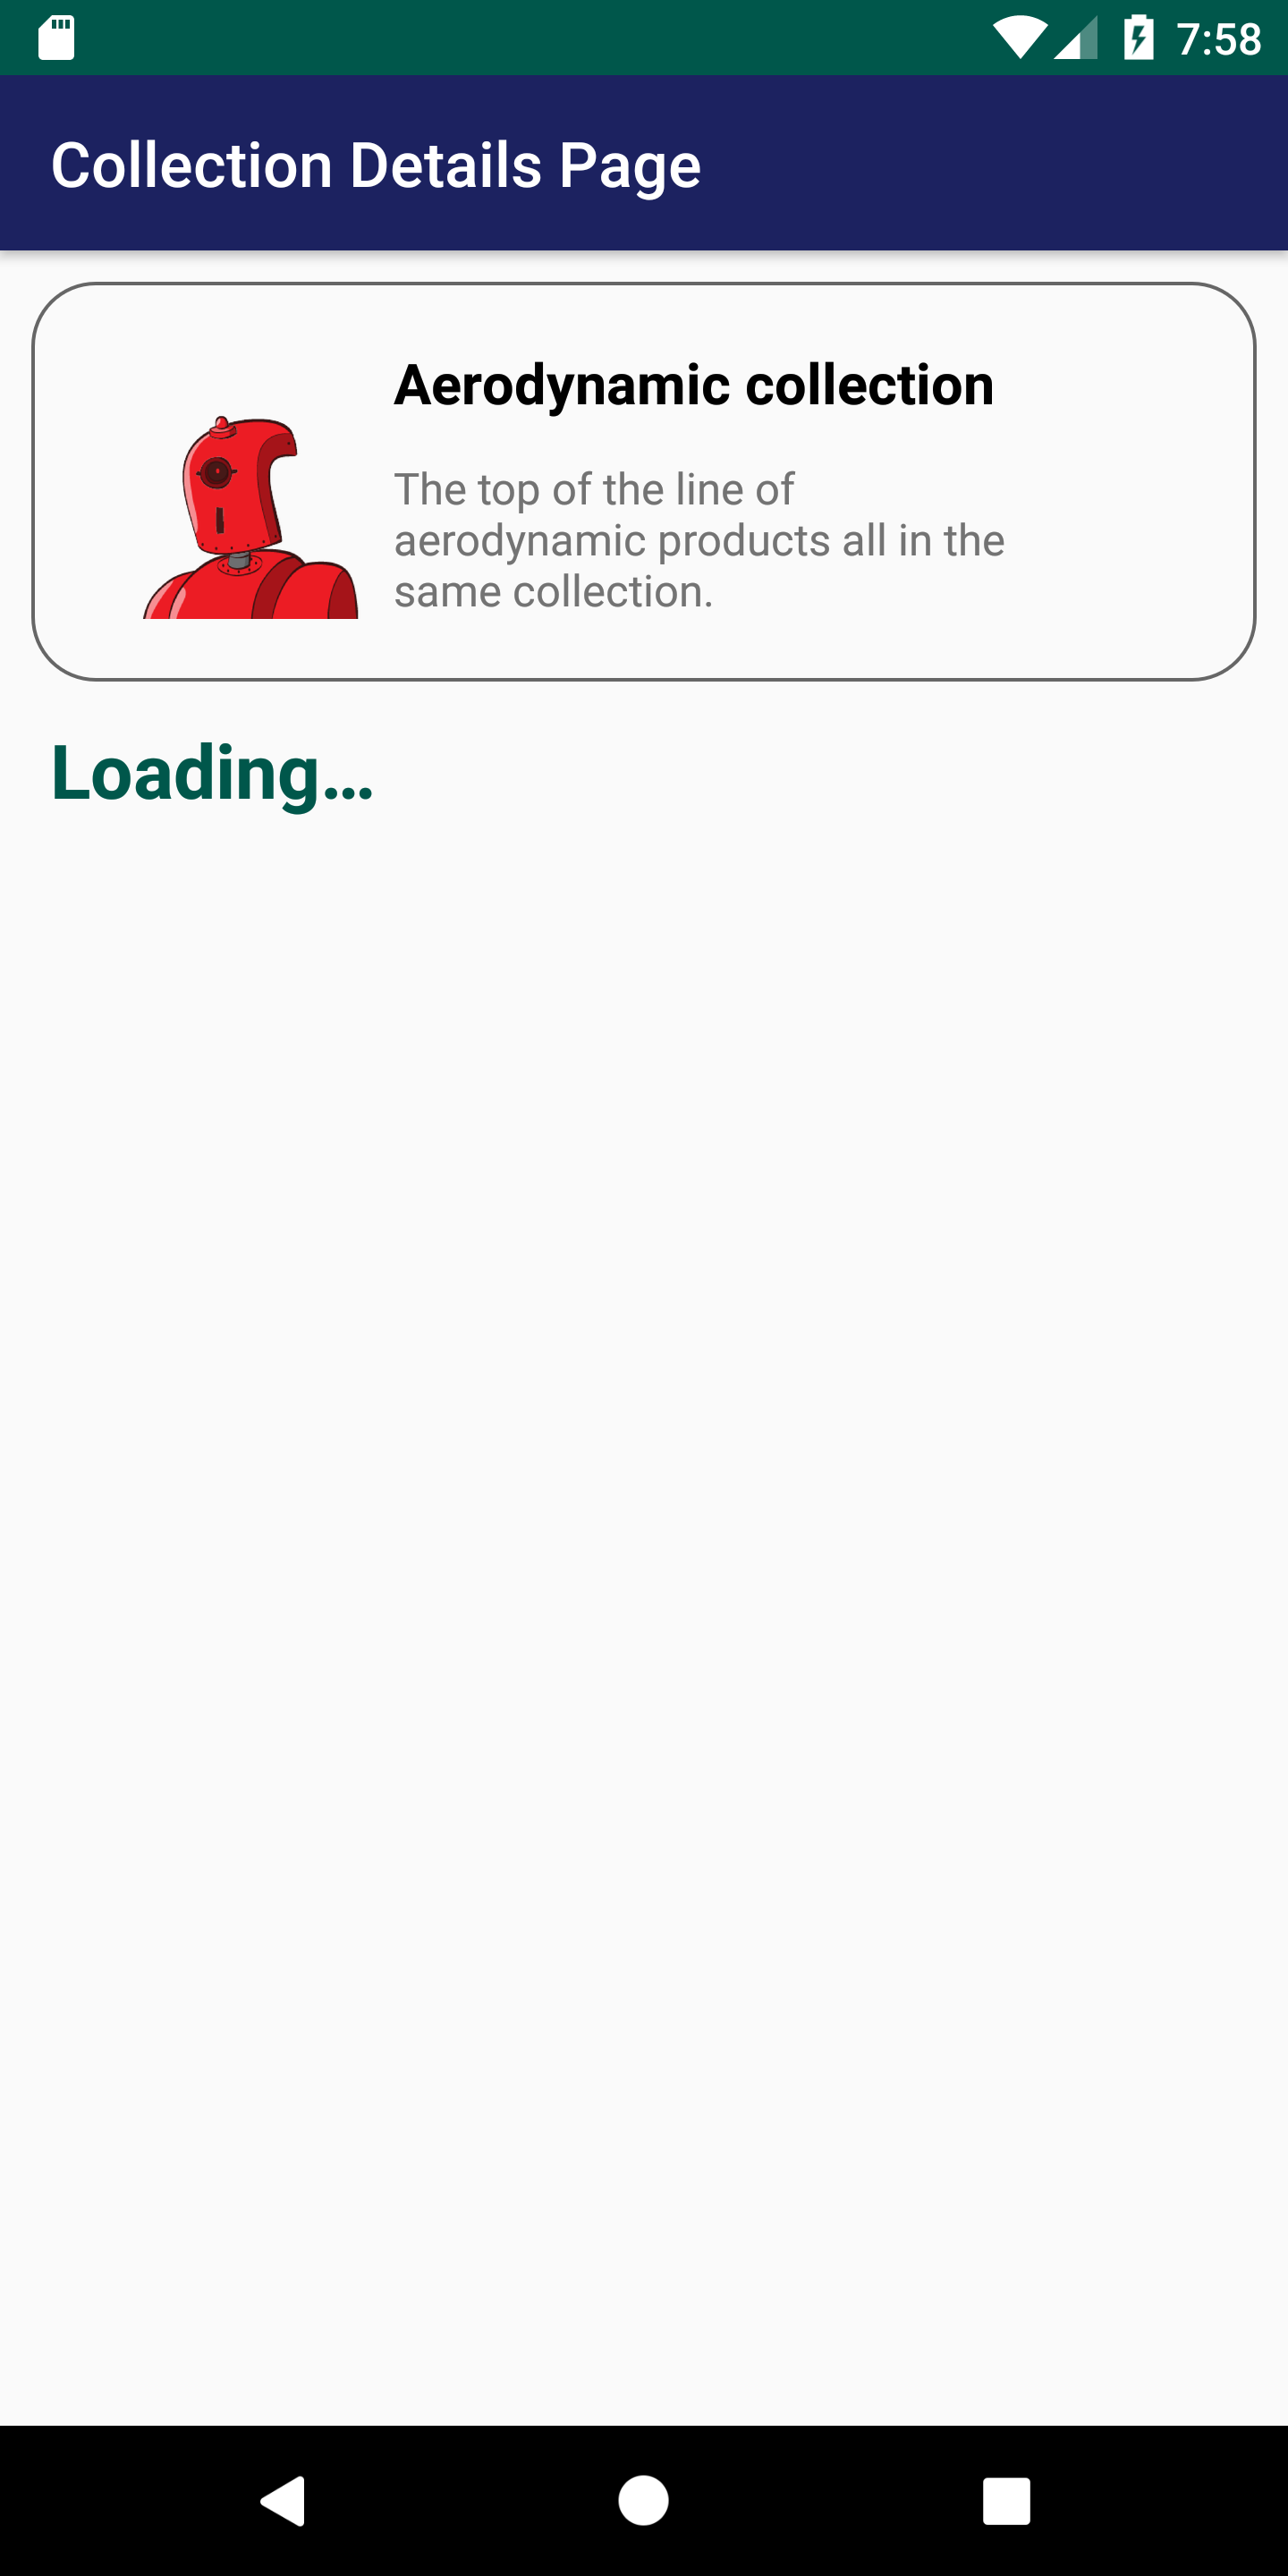 7:58
Collection Details Page
Aerodynamic collection
The top of the line of
aerodynamic products all in the
same collection.
Loading...